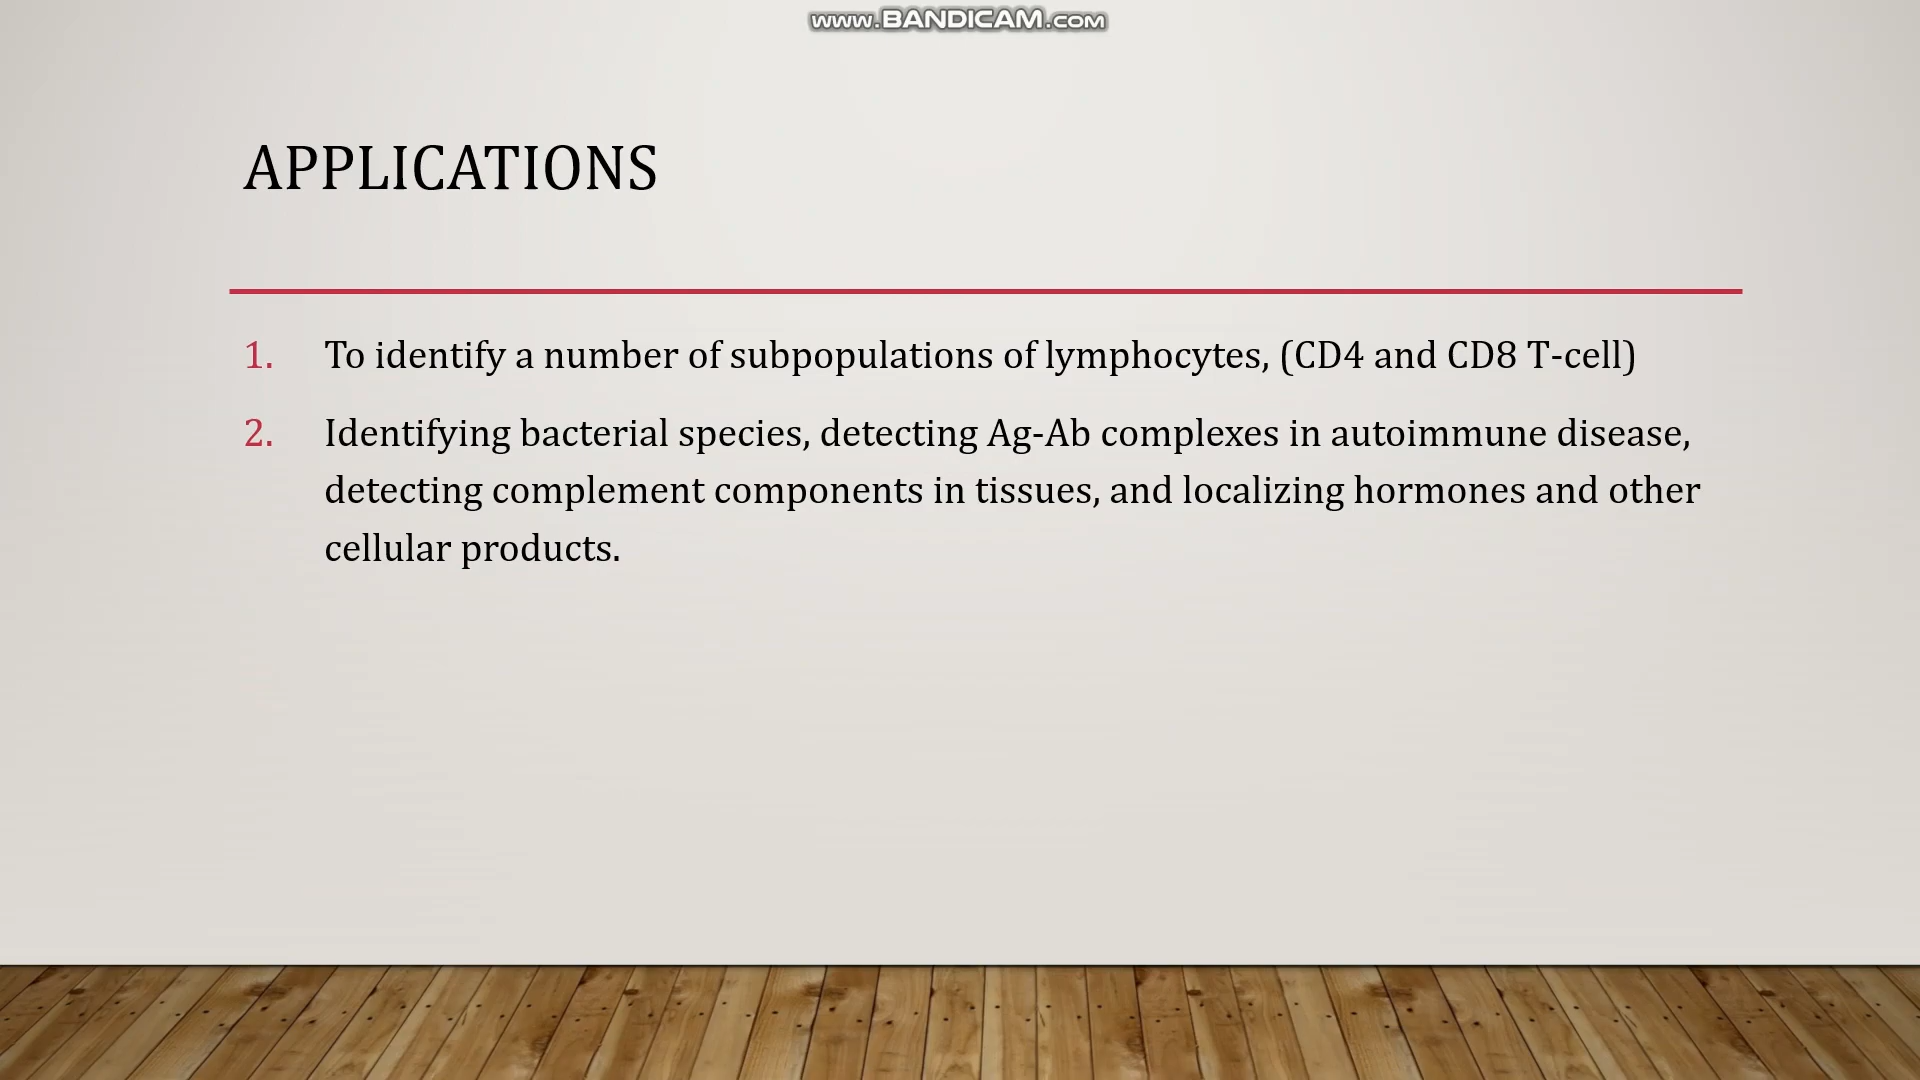 www.BANDICAM.com
APPLICATIONS
1. To identify a number of subpopulations of lymphocytes, (CD4 and CD8 T-cell)
2. Identifying bacterial species, detecting Ag-Ab complexes in autoimmune disease,
detecting complement components in tissues, and localizing hormones and other
cellular products.